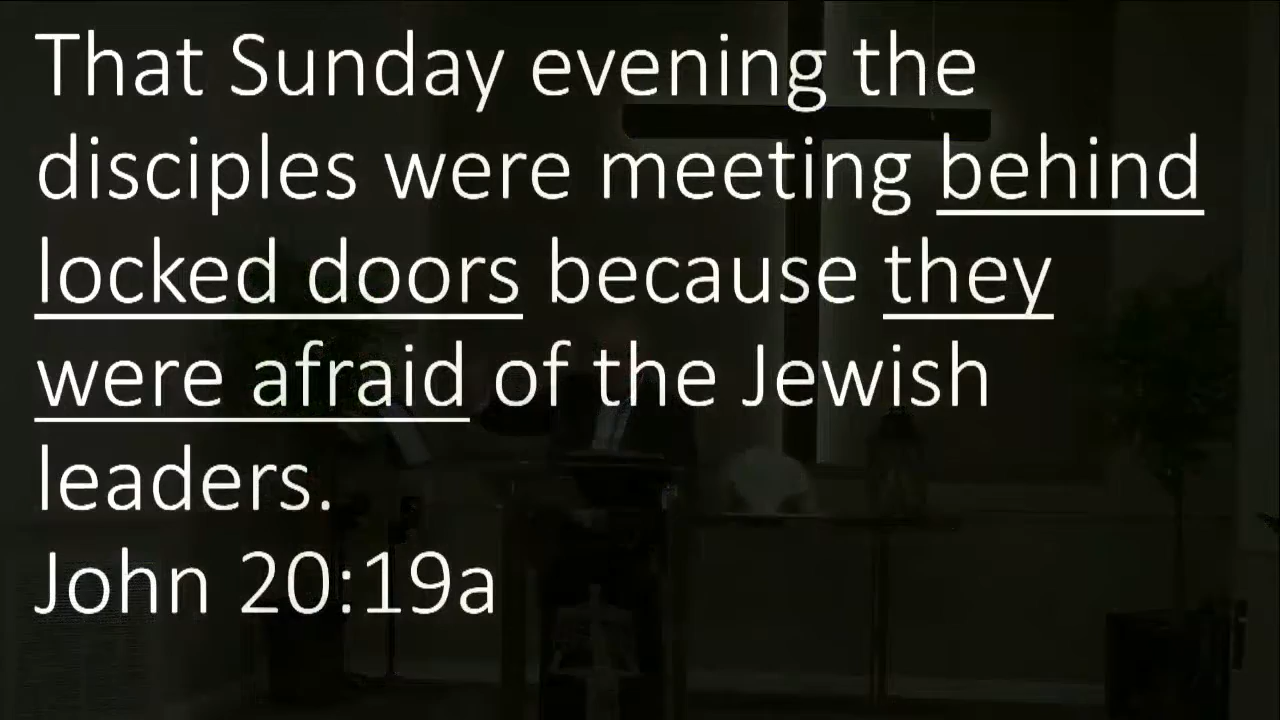 That Sunday evening the
disciples were meeting behind
locked doors because they
were afraid of the Jewish
leaders.
John 20:19a